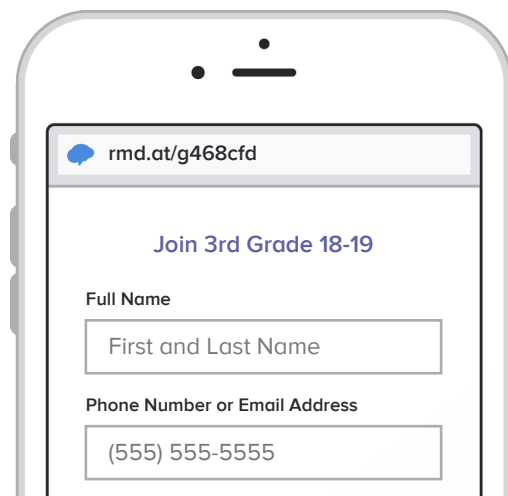 rmd.at/g468cfd
Join 3rd Grade 18-19
Full Name
First and Last Name
Phone Number or Email Address
(555) 555-5555